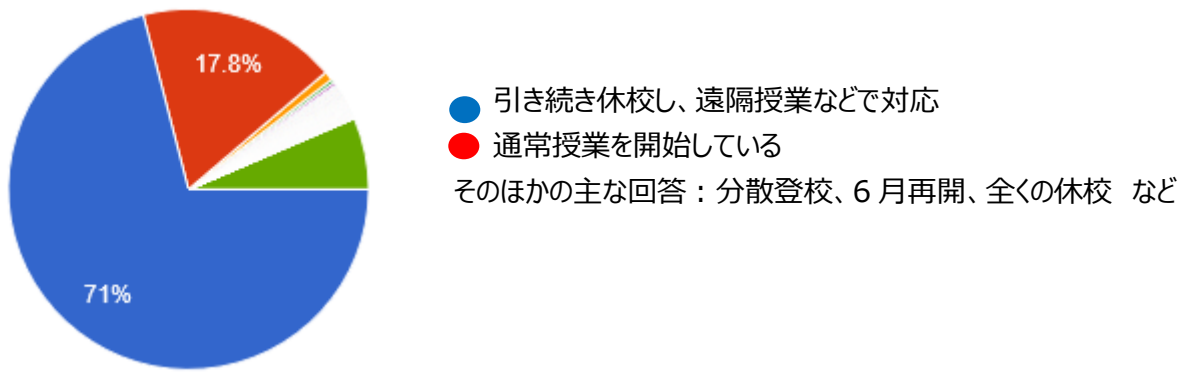 17.8%
71%
引き続き休校し、遠隔授業などで対応
通常授業を開始している
そのほかの主な回答：分散登校、6月再開、全くの休校　など